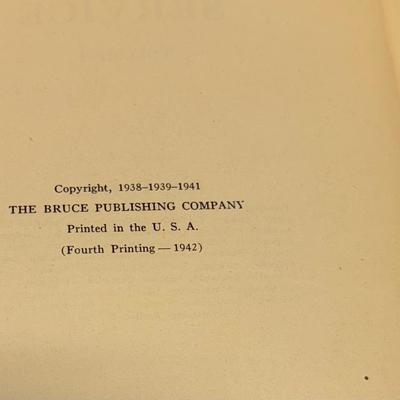 Copyright, 1938-1939-1941
THE BRUCE PUBLISHING COMPANY
Printed in the U. S. A.
(Fourth Printing — 1942)